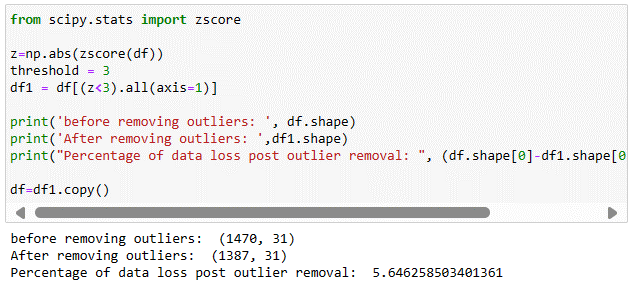 from scipy.stats import zscore
z=np.abs(zscore(df))
threshold = 3
df1 = df[(z<3).all(axis=1)]
print('before removing outliers: ', df.shape)
print('After removing outliers: ',df1.shape)
print("Percentage of data loss post outlier removal: ", (df.shape[0]-df1.shape[0
df=df1.copy()
before removing outliers:  (1470, 31)
After removing outliers:  (1387, 31)
Percentage of data loss post outlier removal:  5.646258503401361